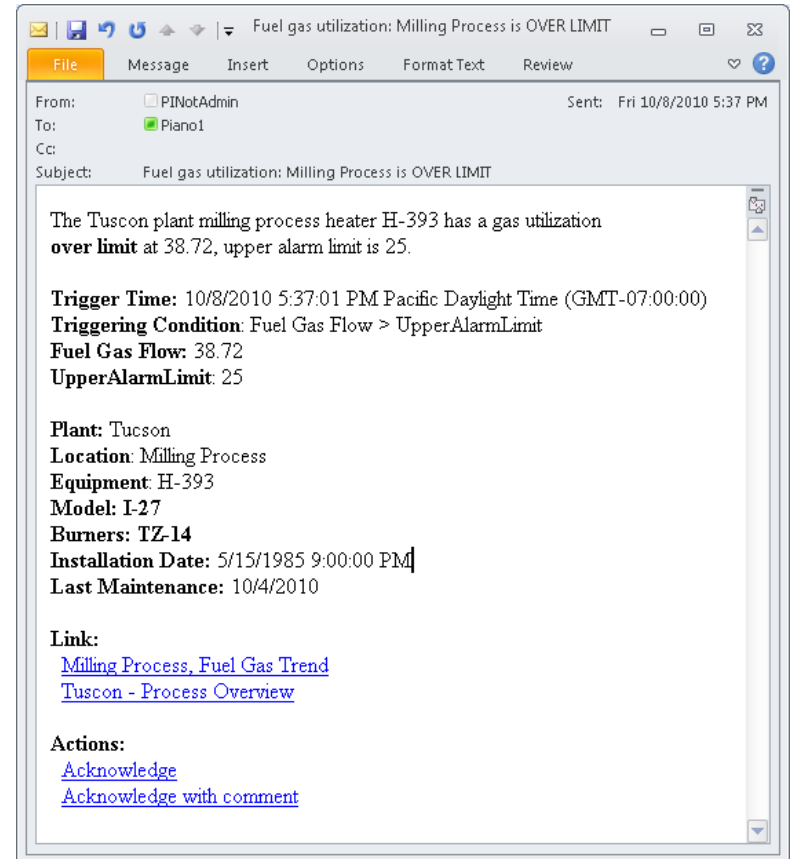 Fuel gas utilization: Milling Process is OVER LIMIT
File Message Insert Options Format Text Review
From: PINotAdmin Sent: Fri 10/8/2010 5:37 PM
To: Piano1
Cc:
Subject: Fuel gas utilization: Milling Process is OVER LIMIT
The Tuscon plant milling process heater H-393 has a gas utilization
over limit at 38.72, upper alarm limit is 25.
Trigger Time: 10/8/2010 5:37:01 PM Pacific Daylight Time (GMT-07:00:00)
Triggering Condition: Fuel Gas Flow > UpperAlarmLimit
Fuel Gas Flow: 38.72
UpperAlarmLimit: 25
Plant: Tucson
Location: Milling Process
Equipment: H-393
Model: I-27
Burners: TZ-14
Installation Date: 5/15/1985 9:00:00 PM
Last Maintenance: 10/4/2010
Link:
Milling Process, Fuel Gas Trend
Tuscon - Process Overview
Actions:
Acknowledge
Acknowledge with comment